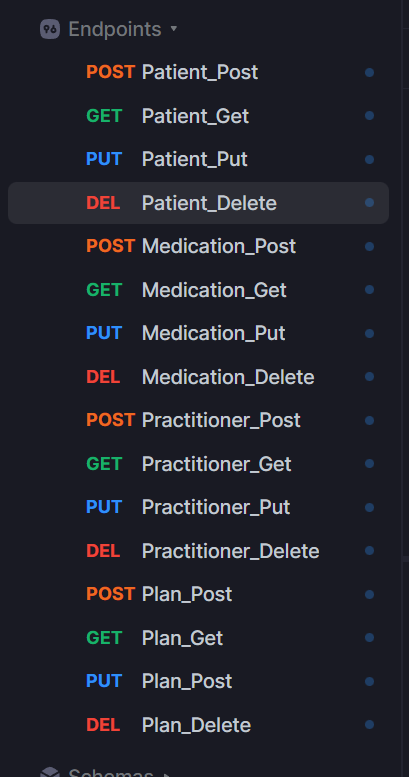 Endpoints
POST Patient_Post
GET Patient_Get
PUT Patient_Put
DEL Patient_Delete
POST Medication_Post
GET Medication_Get
PUT Medication_Put
DEL Medication_Delete
POST Practitioner_Post
GET Practitioner_Get
PUT Practitioner_Put
DEL Practitioner_Delete
POST Plan_Post
GET Plan_Get
PUT Plan_Post
DEL Plan_Delete
Schemas